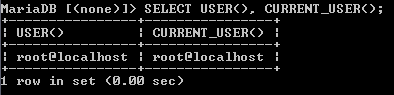 MariaDB [(none)]> SELECT USER(), CURRENT_USER();
+----------------+----------------+
| USER()         | CURRENT_USER() |
+----------------+----------------+
| root@localhost | root@localhost |
+----------------+----------------+
1 row in set (0.00 sec)